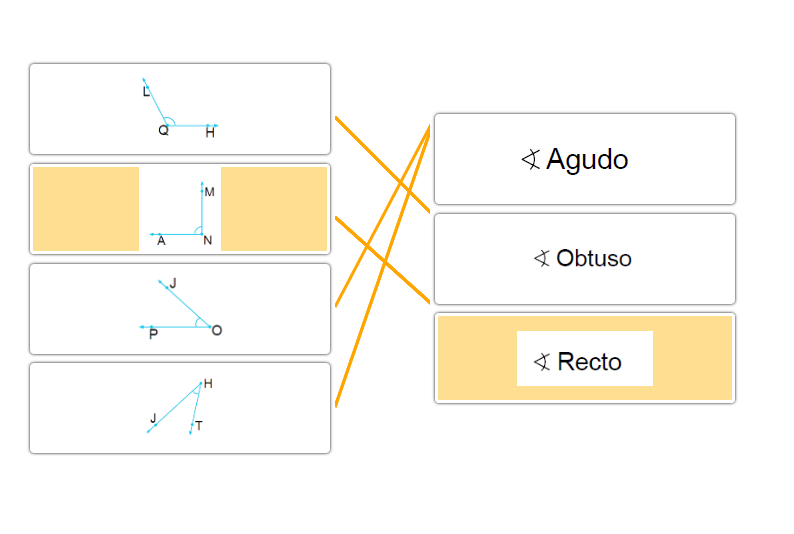 L
Q H
M
A N
J
P O
H
J
T
∢ Agudo
∢ Obtuso
∢ Recto